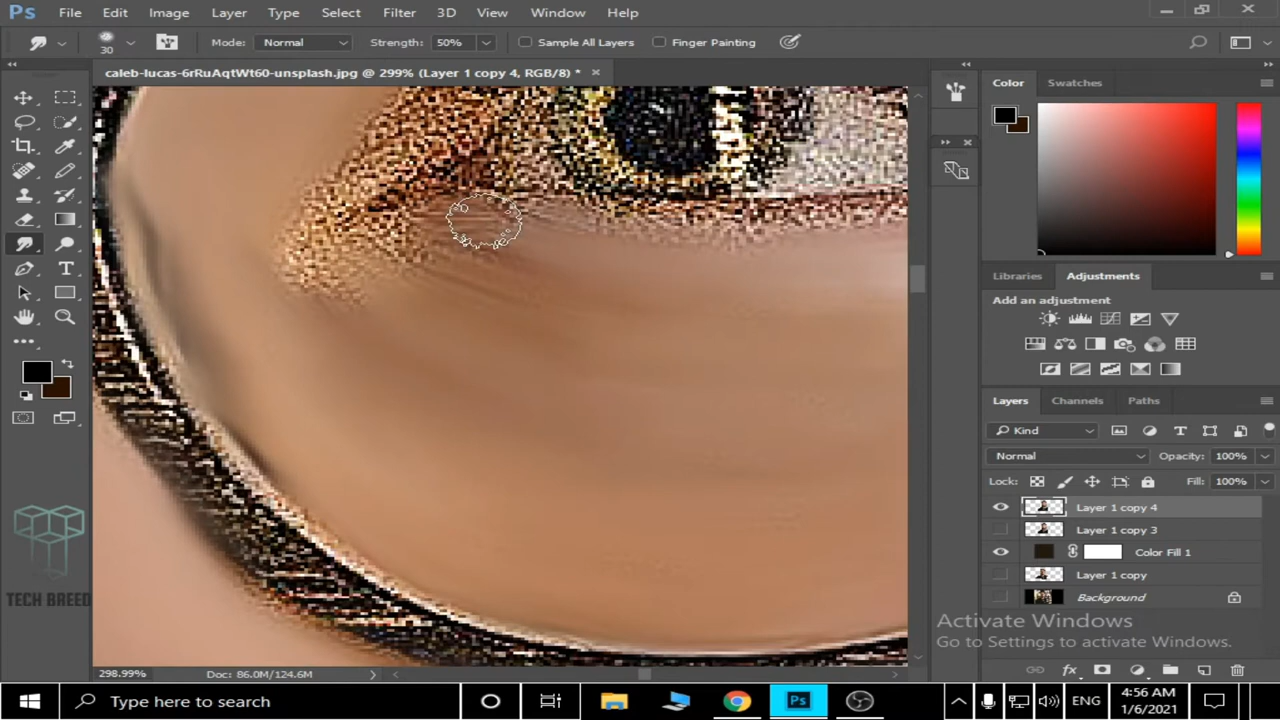 Ps File Edit Image Layer Type Select Filter 3D View Window Help
30 Mode: Normal Strength: 50% Sample All Layers Finger Painting
caleb-lucas-6rRuAqtWt60-unsplash.jpg @ 299% (Layer 1 copy 4, RGB/8) *
Color Swatches
Libraries Adjustments
Add an adjustment
Layers Channels Paths
Kind
Normal Opacity: 100%
Lock: Fill: 100%
Layer 1 copy 4
Layer 1 copy 3
Color Fill 1
Layer 1 copy
Background
TECH BREED
Activate Windows
Go to Settings to activate Windows.
298.99% Doc: 86.0M/124.6M
Type here to search
Ps
ENG
4:56 AM
1/6/2021